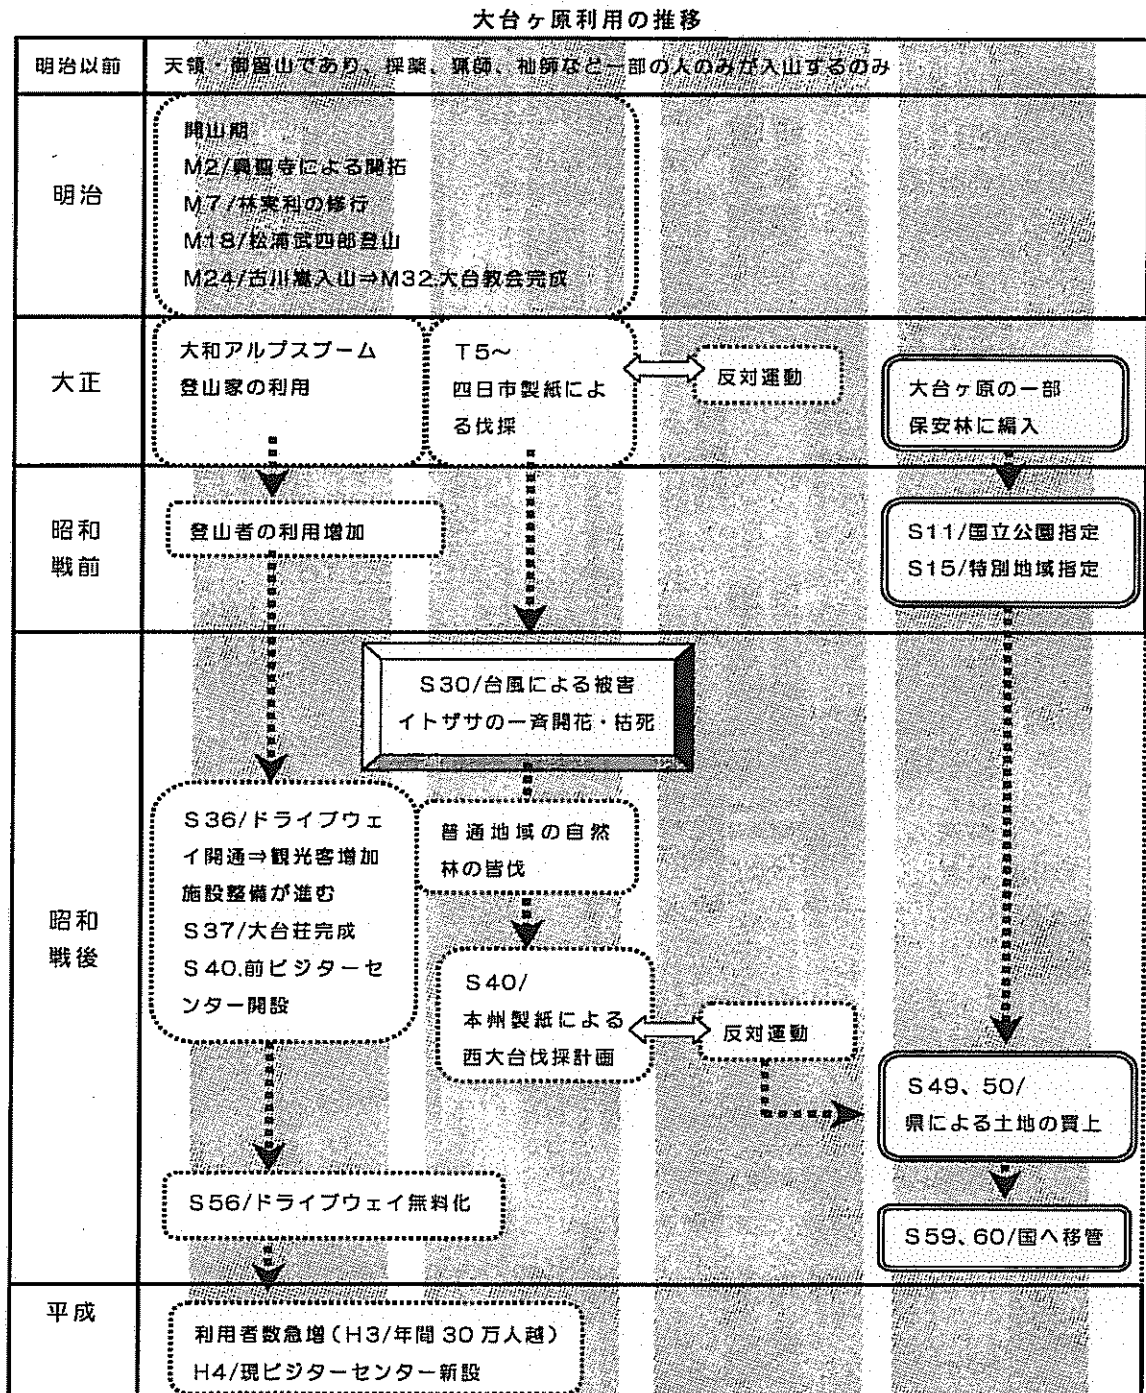 大台ヶ原利用の推移
明治以前
天領・御留山であり、採薬、猟師、杣師など一部の人のみが入山するのみ
明治
開山期
M2/興聖寺による開拓
M7/林実利の修行
M18/松浦武四郎登山
M24/古川嵩入山⇒M32.大台教会完成
大正
大和アルプスブーム
登山家の利用
T5～
四日市製紙によ
る伐採
反対運動
大台ヶ原の一部
保安林に編入
昭和
戦前
登山者の利用増加
S11/国立公園指定
S15/特別地域指定
昭和
戦後
S30/台風による被害
イトザサの一斉開花・枯死
S36/ドライブウェ
イ開通⇒観光客増加
施設整備が進む
S37/大台荘完成
S40.前ビジターセ
ンター開設
普通地域の自然
林の皆伐
S40/
本州製紙による
西大台伐採計画
反対運動
S49、50/
県による土地の買上
S56/ドライブウェイ無料化
S59、60/国へ移管
平成
利用者数急増（H3/年間30万人越）
H4/現ビジターセンター新設